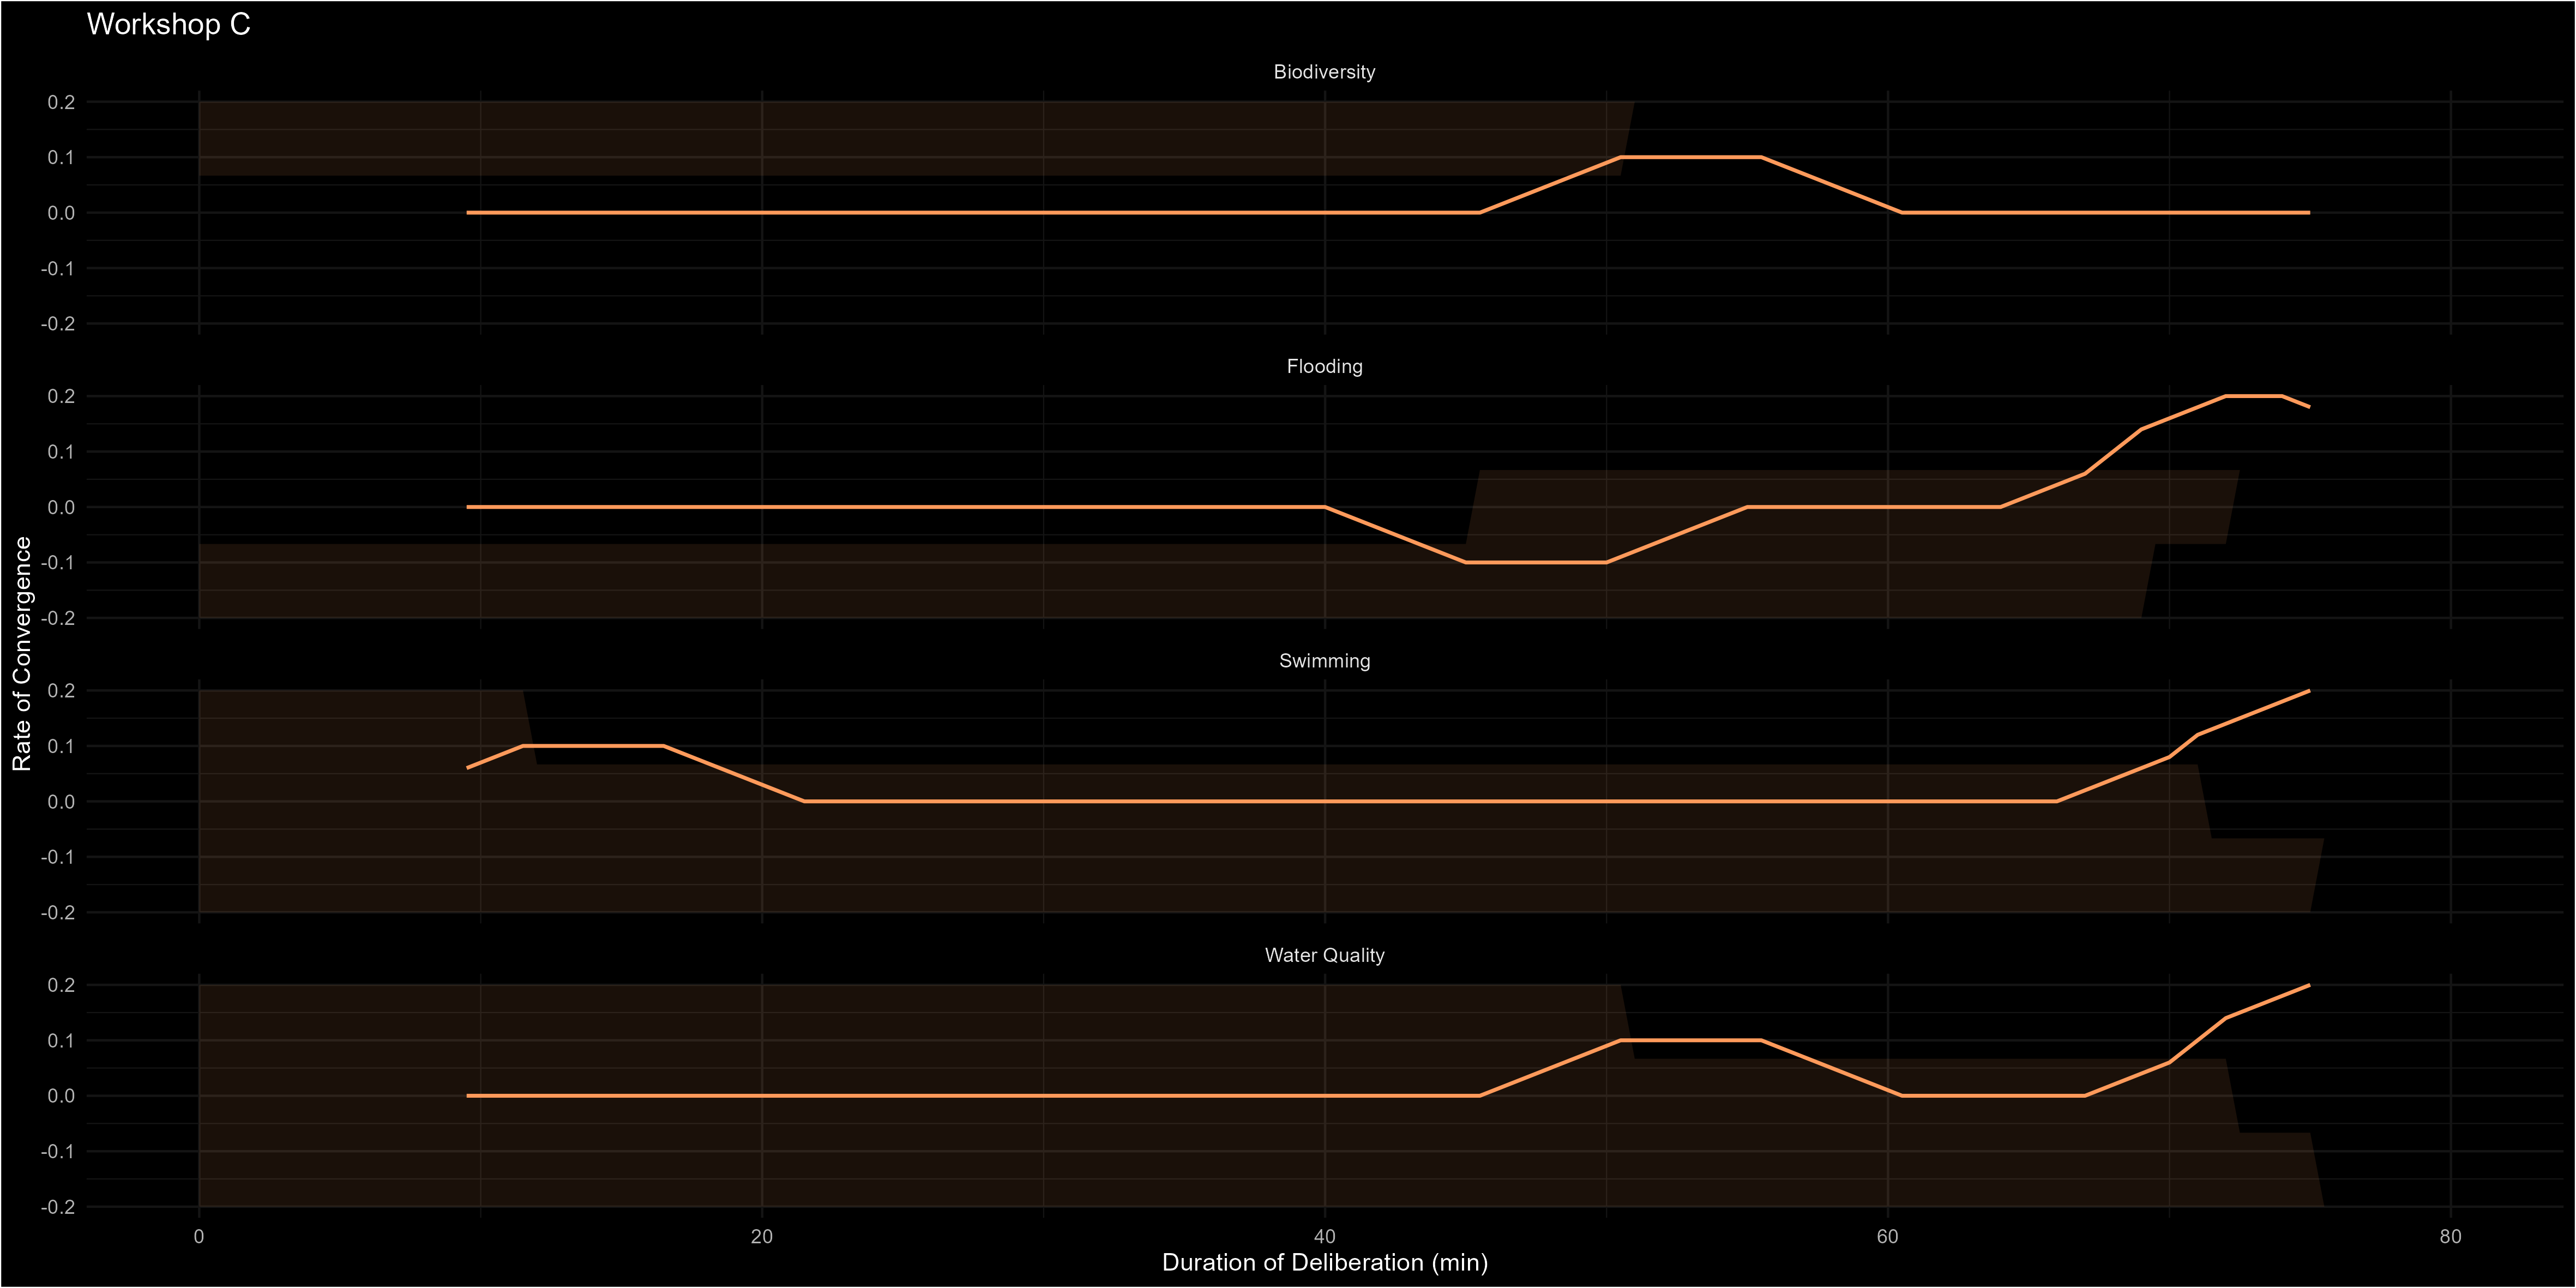 Workshop C
Rate of Convergence
Biodiversity
0.2
0.1
0.0
-0.1
-0.2
Flooding
0.2
0.1
0.0
-0.1
-0.2
Swimming
0.2
0.1
0.0
-0.1
-0.2
Water Quality
0.2
0.1
0.0
-0.1
-0.2
0 20 40 60 80
Duration of Deliberation (min)